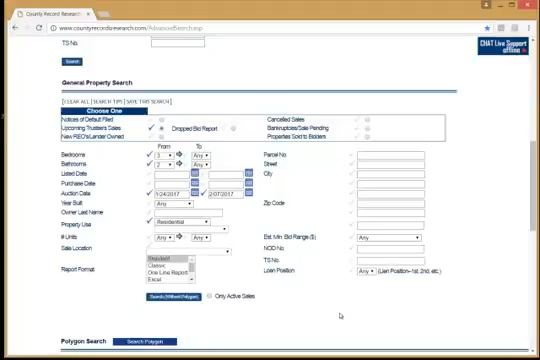 County Record Research
www.countyrecordsresearch.com/AdvancedSearch.asp
TS No.
CHAT Live Support
offline
Search
General Property Search
[CLEAR ALL | SEARCH TIPS | SAVE THIS SEARCH]
Choose One
Notices of Default Filed
Cancelled Sales
Upcoming Trustee's Sales
Dropped Bid Report
Bankruptcies/Sale Pending
New REO's/Lender Owned
Properties Sold to Bidders
From To
Bedrooms 3 Any
Parcel No.
Bathrooms 2 Any
Street
Listed Date
City
Purchase Date
Auction Date 1/24/2017 2/07/2017
Year Built Any
Zip Code
Owner Last Name
Property Use Residential
# Units Any Any
Est. Min. Bid Range ($) Any
Sale Location
NOD No.
Standard
TS No.
Classic
Report Format One Line Report
Loan Position Any (Lien Position-1st, 2nd, etc.)
Excel
Search (Without Polygon) Only Active Sales
Polygon Search Search Polygon